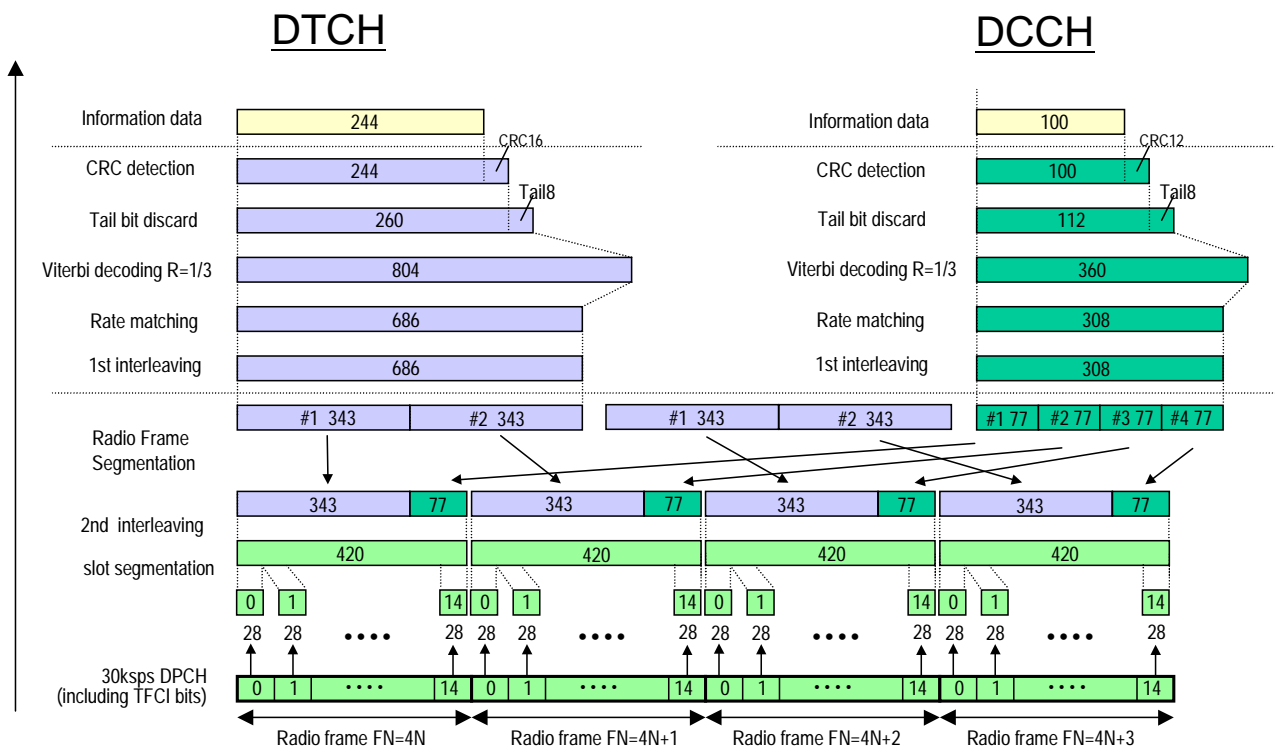 DTCH DCCH
Information data 244 Information data 100
CRC16 CRC12
CRC detection 244 CRC detection 100
Tail8 Tail8
Tail bit discard 260 Tail bit discard 112
Viterbi decoding R=1/3 804 Viterbi decoding R=1/3 360
Rate matching 686 Rate matching 308
1st interleaving 686 1st interleaving 308
#1 343 #2 343 #1 343 #2 343 #1 77 #2 77 #3 77 #4 77
Radio Frame
Segmentation
343 77 343 77 343 77 343 77
2nd interleaving
420 420 420 420
slot segmentation
0 1 14 0 1 14 0 1 14 0 1 14
28 28 •••• 28 28 28 •••• 28 28 28 •••• 28 28 28 •••• 28
30ksps DPCH
(including TFCI bits)
0 1 •••• 14 0 1 •••• 14 0 1 •••• 14 0 1 •••• 14
Radio frame FN=4N Radio frame FN=4N+1 Radio frame FN=4N+2 Radio frame FN=4N+3